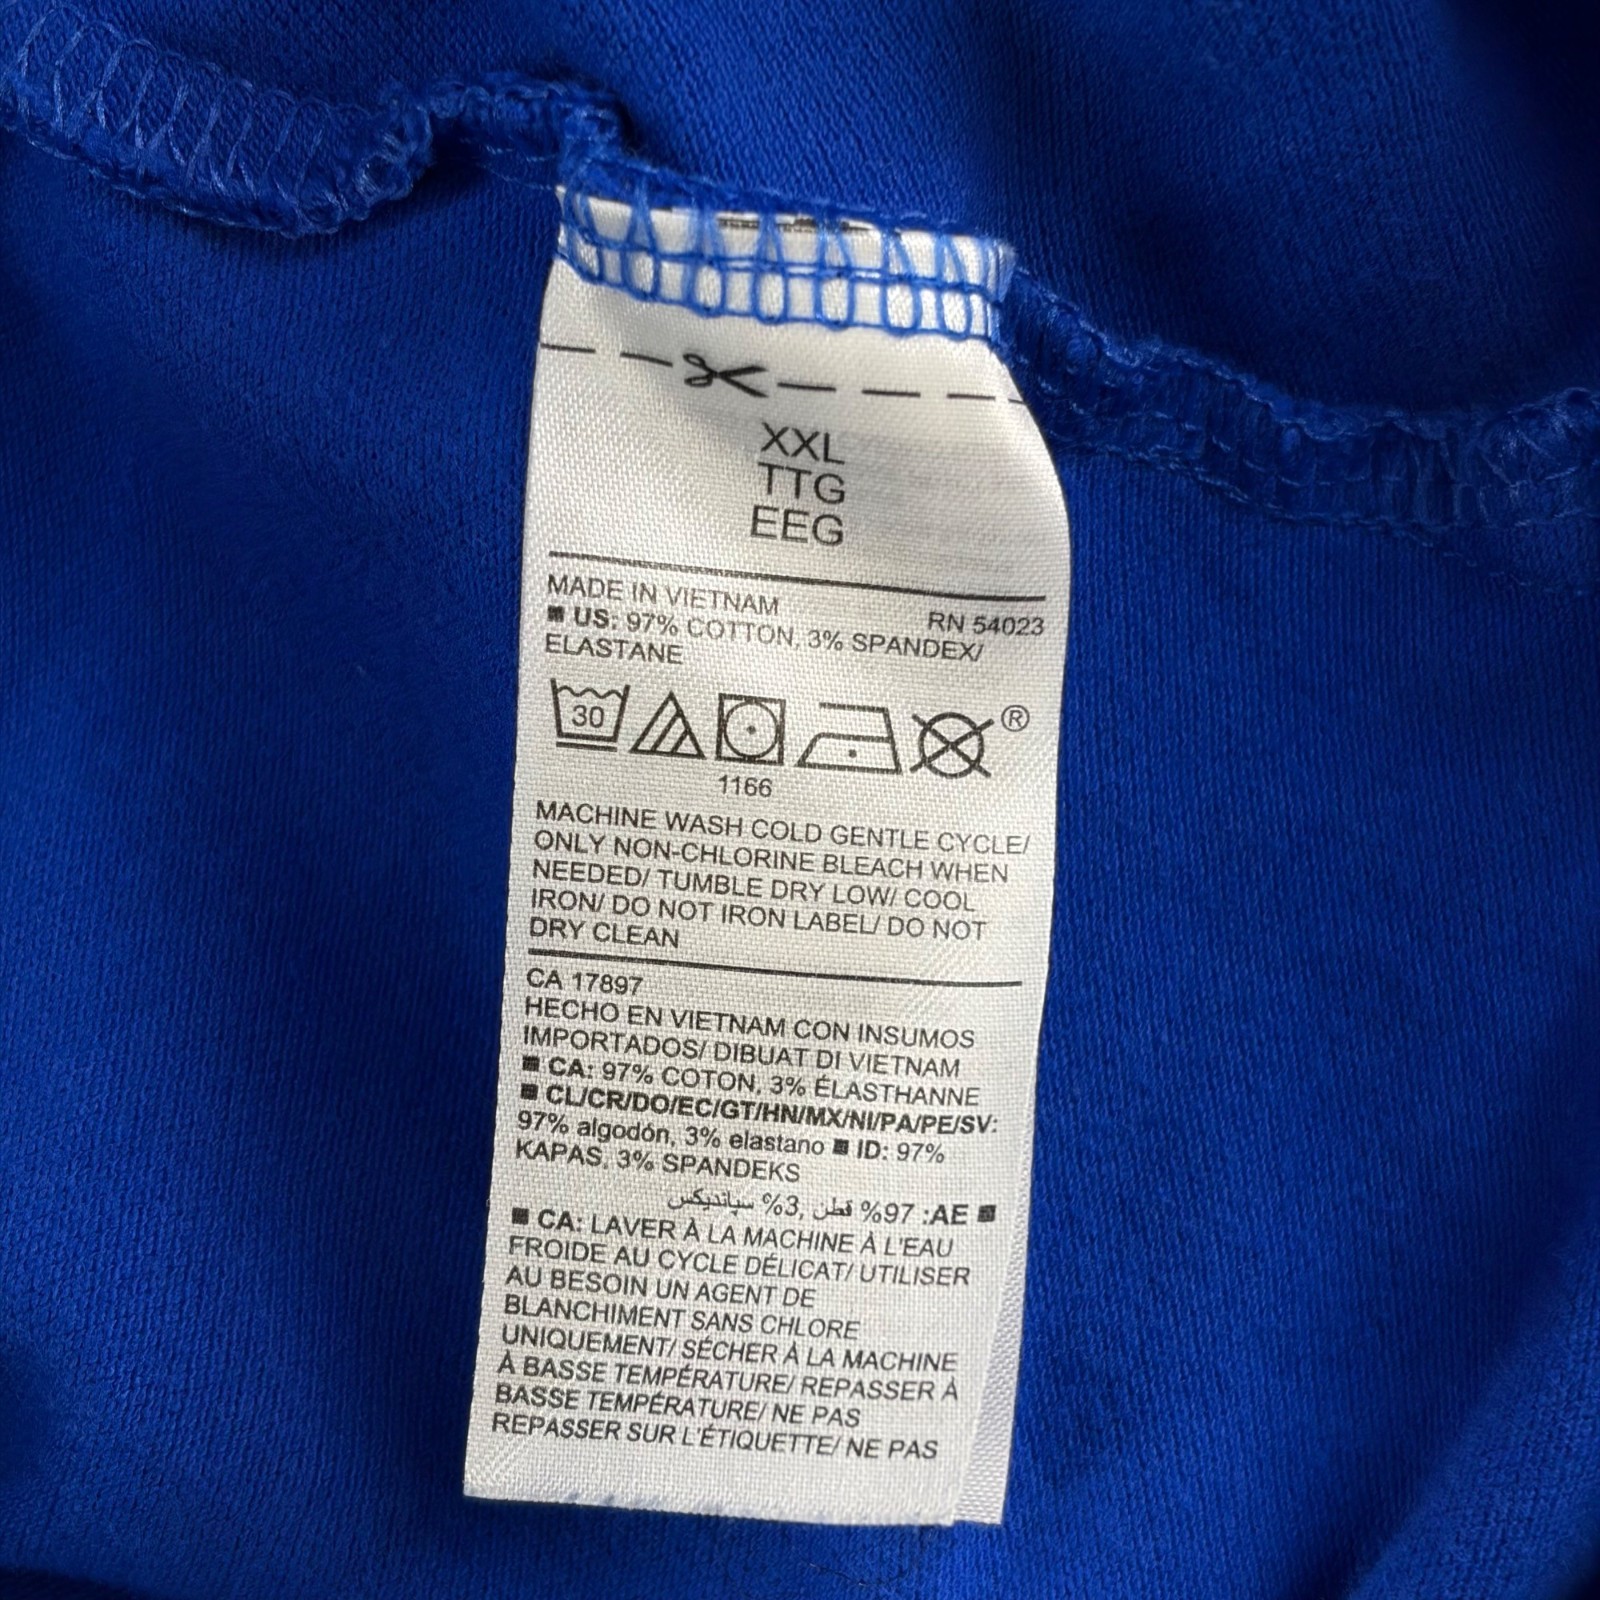 XXL
TTG
EEG
MADE IN VIETNAM RN 54023
■ US: 97% COTTON, 3% SPANDEX/
ELASTANE
30 ®
1166
MACHINE WASH COLD GENTLE CYCLE/
ONLY NON-CHLORINE BLEACH WHEN
NEEDED/ TUMBLE DRY LOW/ COOL
IRON/ DO NOT IRON LABEL/ DO NOT
DRY CLEAN
CA 17897
HECHO EN VIETNAM CON INSUMOS
IMPORTADOS/ DIBUAT DI VIETNAM
■ CA: 97% COTON, 3% ÉLASTHANNE
■ CL/CR/DO/EC/GT/HN/MX/NI/PA/PE/SV:
97% algodón, 3% elastano ■ ID: 97%
KAPAS, 3% SPANDEKS
■ AE: 97% قطن, 3% سپانديكس
■ CA: LAVER À LA MACHINE À L'EAU
FROIDE AU CYCLE DÉLICAT/ UTILISER
AU BESOIN UN AGENT DE
BLANCHIMENT SANS CHLORE
UNIQUEMENT/ SÉCHER À LA MACHINE
À BASSE TEMPÉRATURE/ REPASSER À
BASSE TEMPÉRATURE/ NE PAS
REPASSER SUR L'ÉTIQUETTE/ NE PAS